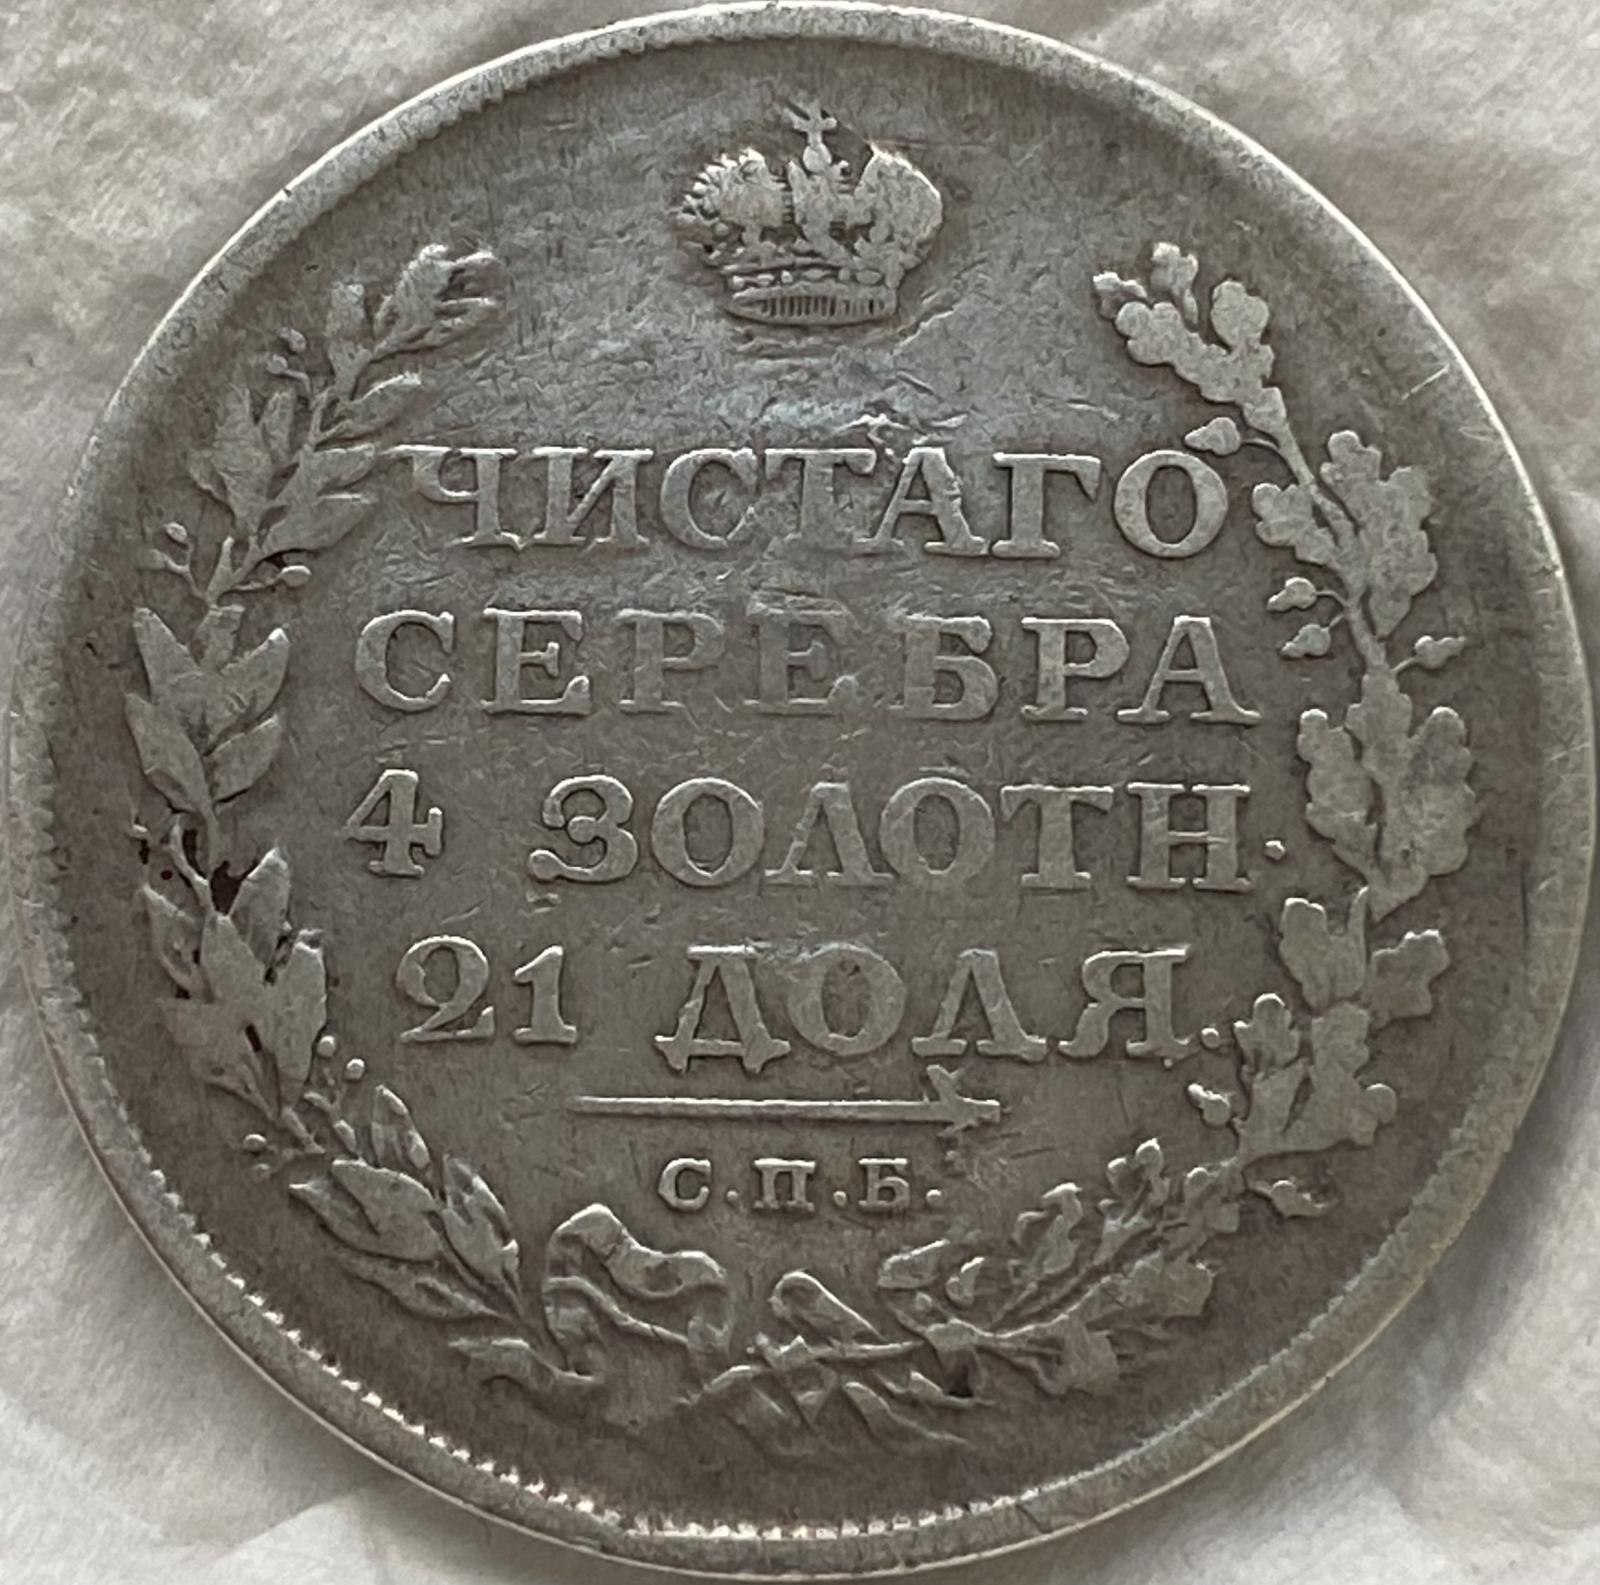 ЧИСТАГО
СЕРЕБРА
4 ЗОЛОТН.
21 ДОЛЯ.
С.П.Б.